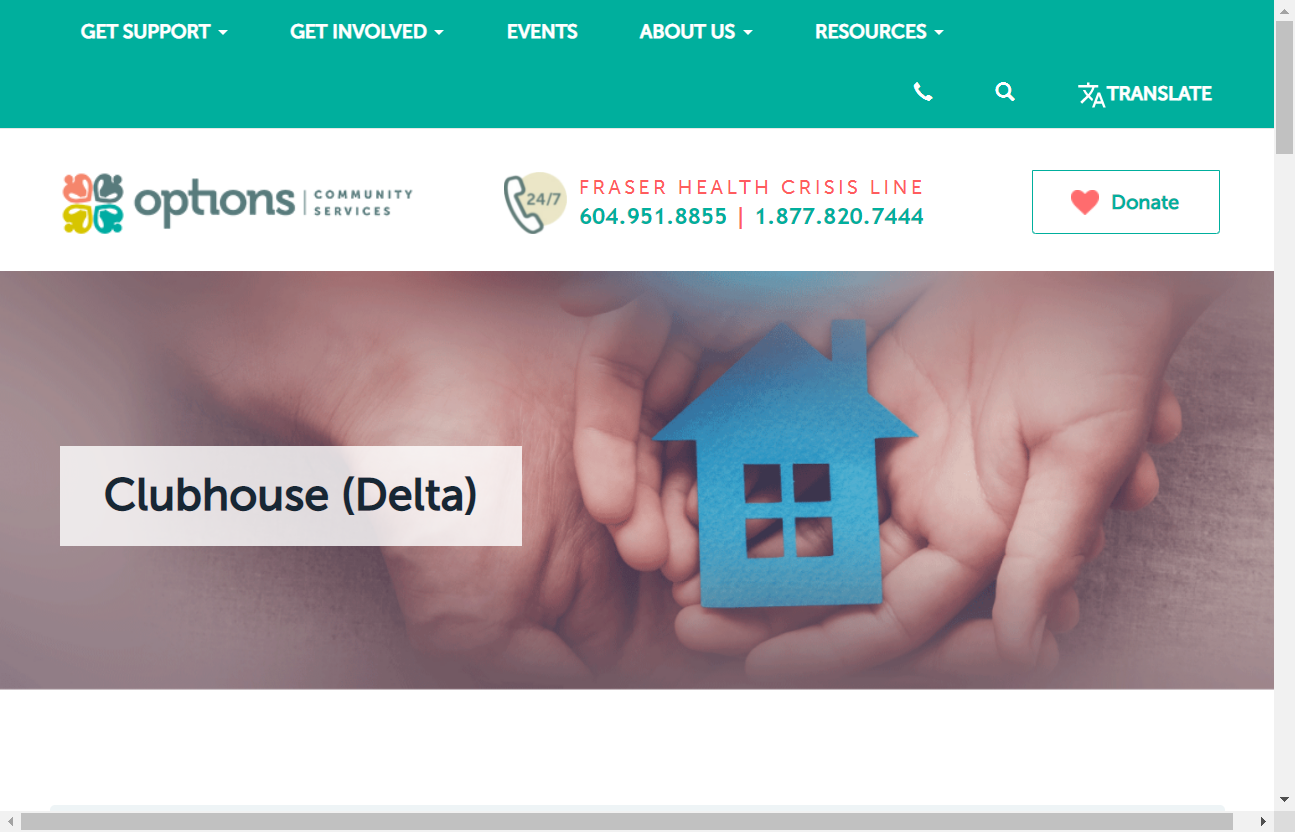 GET SUPPORT
GET INVOLVED
EVENTS
ABOUT US
RESOURCES
TRANSLATE
options | COMMUNITY SERVICES
24/7
FRASER HEALTH CRISIS LINE
604.951.8855 | 1.877.820.7444
Donate
Clubhouse (Delta)